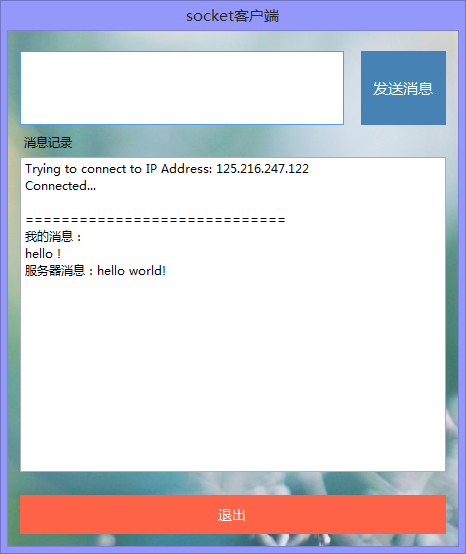 socket客户端
发送消息
消息记录
Trying to connect to IP Address: 125.216.247.122
Connected...
=============================
我的消息：
hello！
服务器消息：hello world!
退出